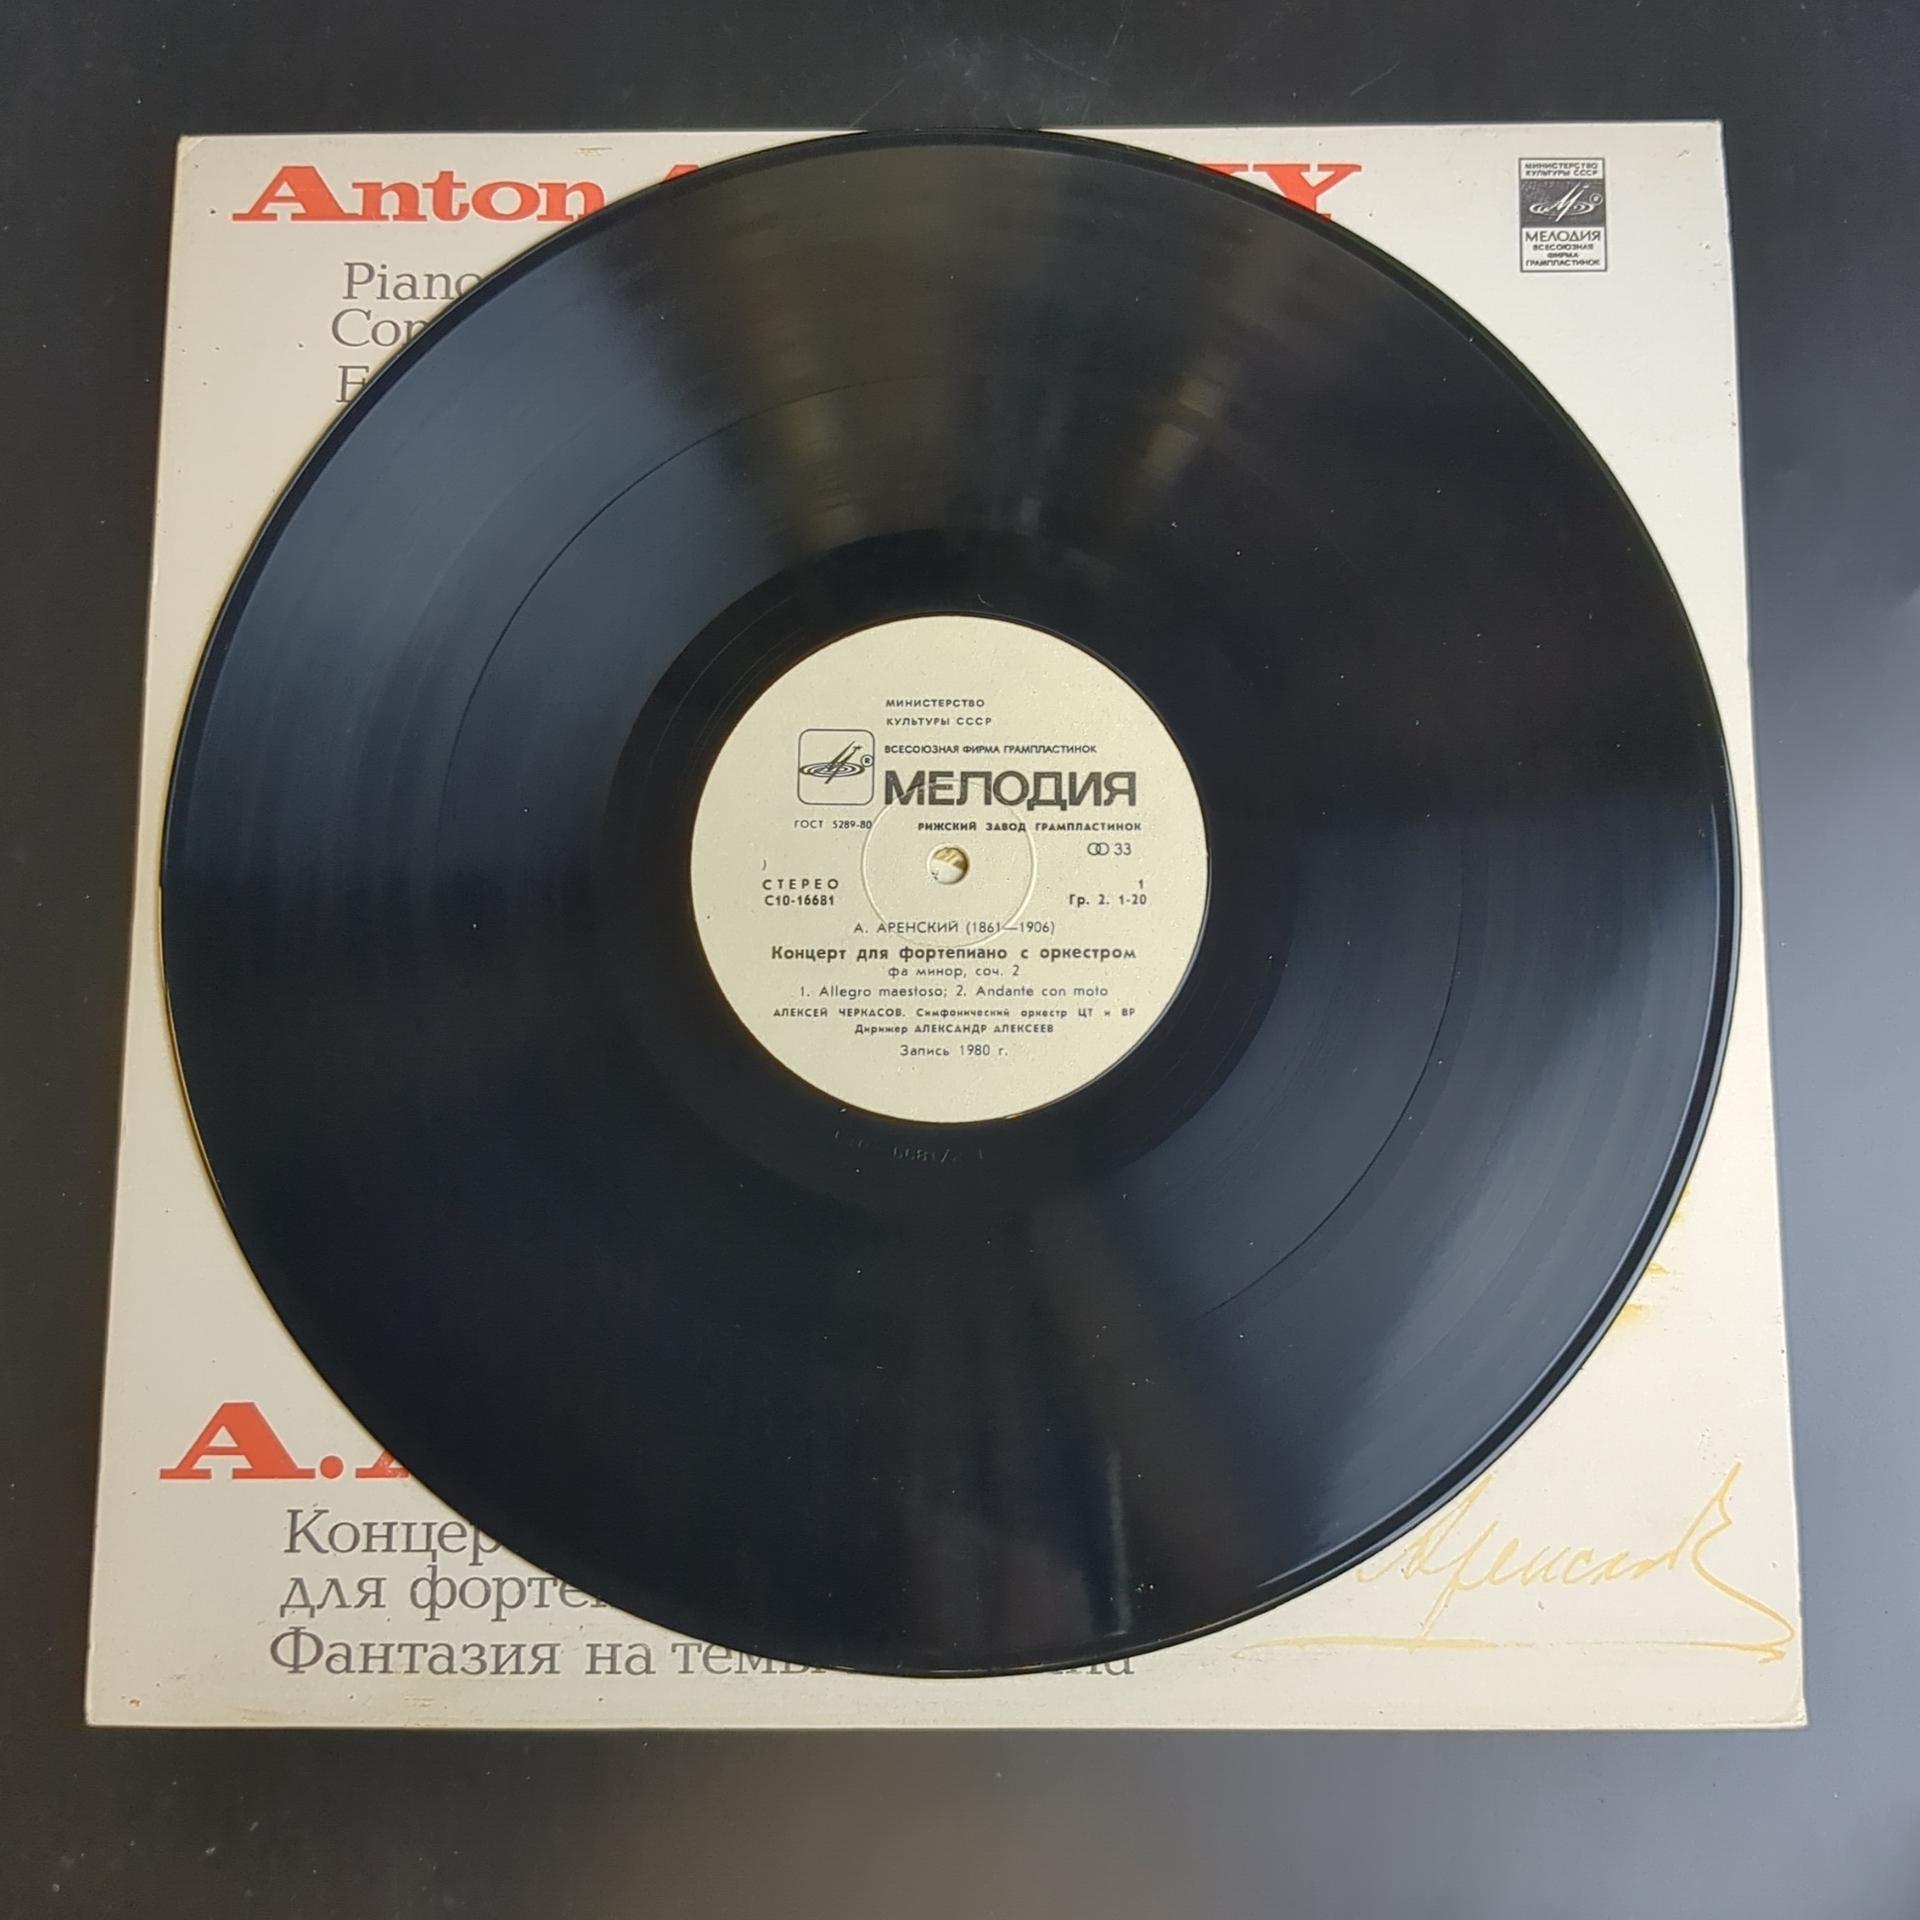 Anton
Piano
МИНИСТЕРСТВО
КУЛЬТУРЫ СССР
МЕЛОДИЯ
ВСЕСОЮЗНАЯ
ФИРМА
ГРАМПЛАСТИНОК
МИНИСТЕРСТВО
КУЛЬТУРЫ СССР
ВСЕСОЮЗНАЯ ФИРМА ГРАМПЛАСТИНОК
МЕЛОДИЯ
ГОСТ 5289-80 РИЖСКИЙ ЗАВОД ГРАМПЛАСТИНОК
33
СТЕРЕО 1
С10-16681 Гр. 2. 1-20
А. АРЕНСКИЙ (1861—1906)
Концерт для фортепиано с оркестром
фа минор, соч. 2
1. Allegro maestoso; 2. Andante con moto
АЛЕКСЕЙ ЧЕРКАСОВ. Симфонический оркестр ЦТ и ВР
Дирижер АЛЕКСАНДР АЛЕКСЕЕВ
Запись 1980 г.
А.
Концер
для форте
Фантазия на темы
Аренский